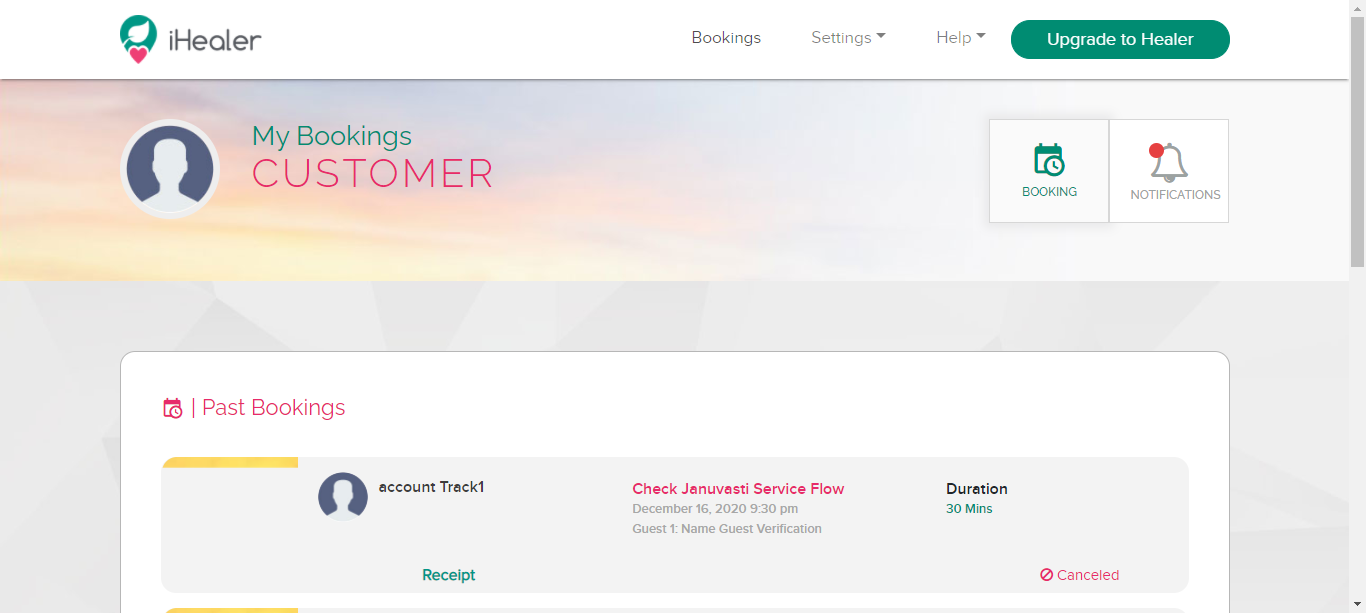 iHealer
Bookings
Settings
Help
Upgrade to Healer
My Bookings
CUSTOMER
BOOKING
NOTIFICATIONS
| Past Bookings
account Track1
Check Januvasti Service Flow
December 16, 2020 9:30 pm
Guest 1: Name Guest Verification
Duration
30 Mins
Receipt
Canceled